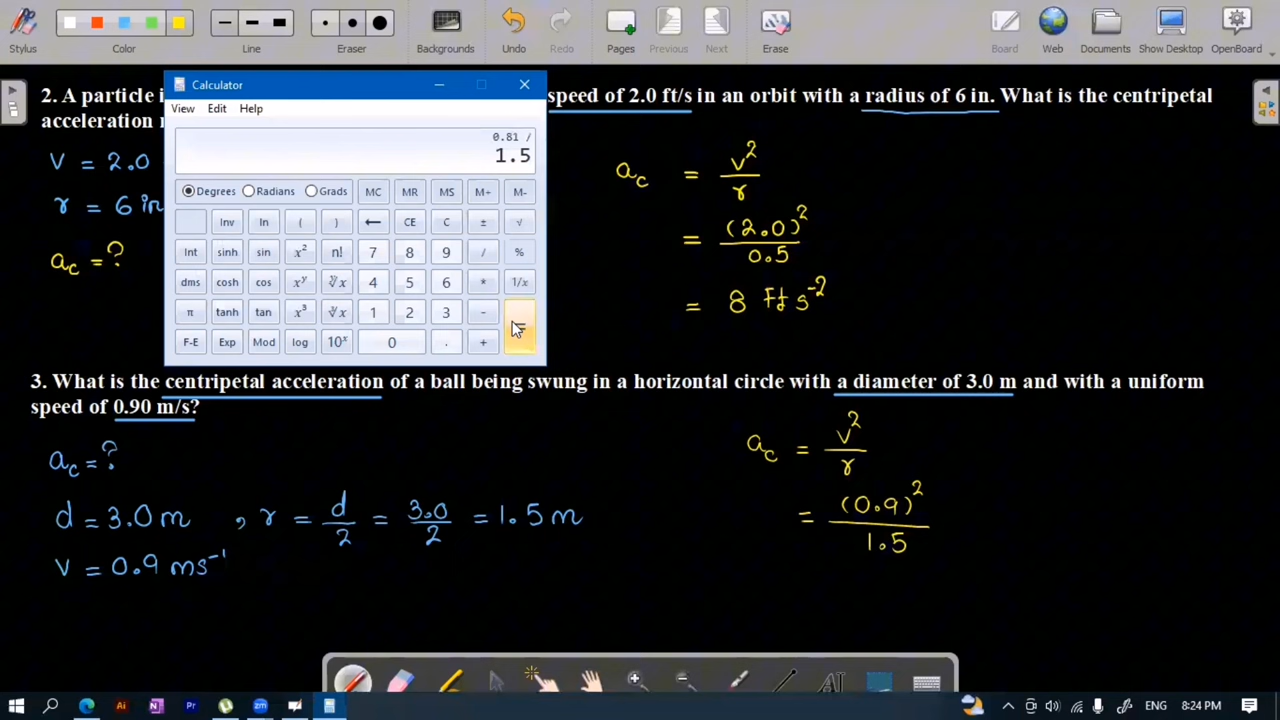 Stylus
Color
Line
Eraser
Backgrounds
Undo
Redo
Pages
Previous
Next
Erase
Board
Web
Documents
Show Desktop
OpenBoard
2. A particle i
speed of 2.0 ft/s in an orbit with a radius of 6 in. What is the centripetal
acceleration
v = 2.0
r = 6 in
ac = ?
Calculator
View Edit Help
0.81 /
1.5
Degrees Radians Grads MC MR MS M+ M-
Inv ln ( ) ← CE C ± √
Int sinh sin x² n! 7 8 9 / %
dms cosh cos xʸ ʸ√x 4 5 6 * 1/x
π tanh tan x³ ³√x 1 2 3 - =
F-E Exp Mod log 10ˣ 0 . +
ac = v²/r
= (2.0)²/0.5
= 8 ft s⁻²
3. What is the centripetal acceleration of a ball being swung in a horizontal circle with a diameter of 3.0 m and with a uniform
speed of 0.90 m/s?
ac = ?
d = 3.0 m , r = d/2 = 3.0/2 = 1.5 m
v = 0.9 ms⁻¹
ac = v²/r
= (0.9)²/1.5
Ai
N
Pr
zm
ENG
8:24 PM